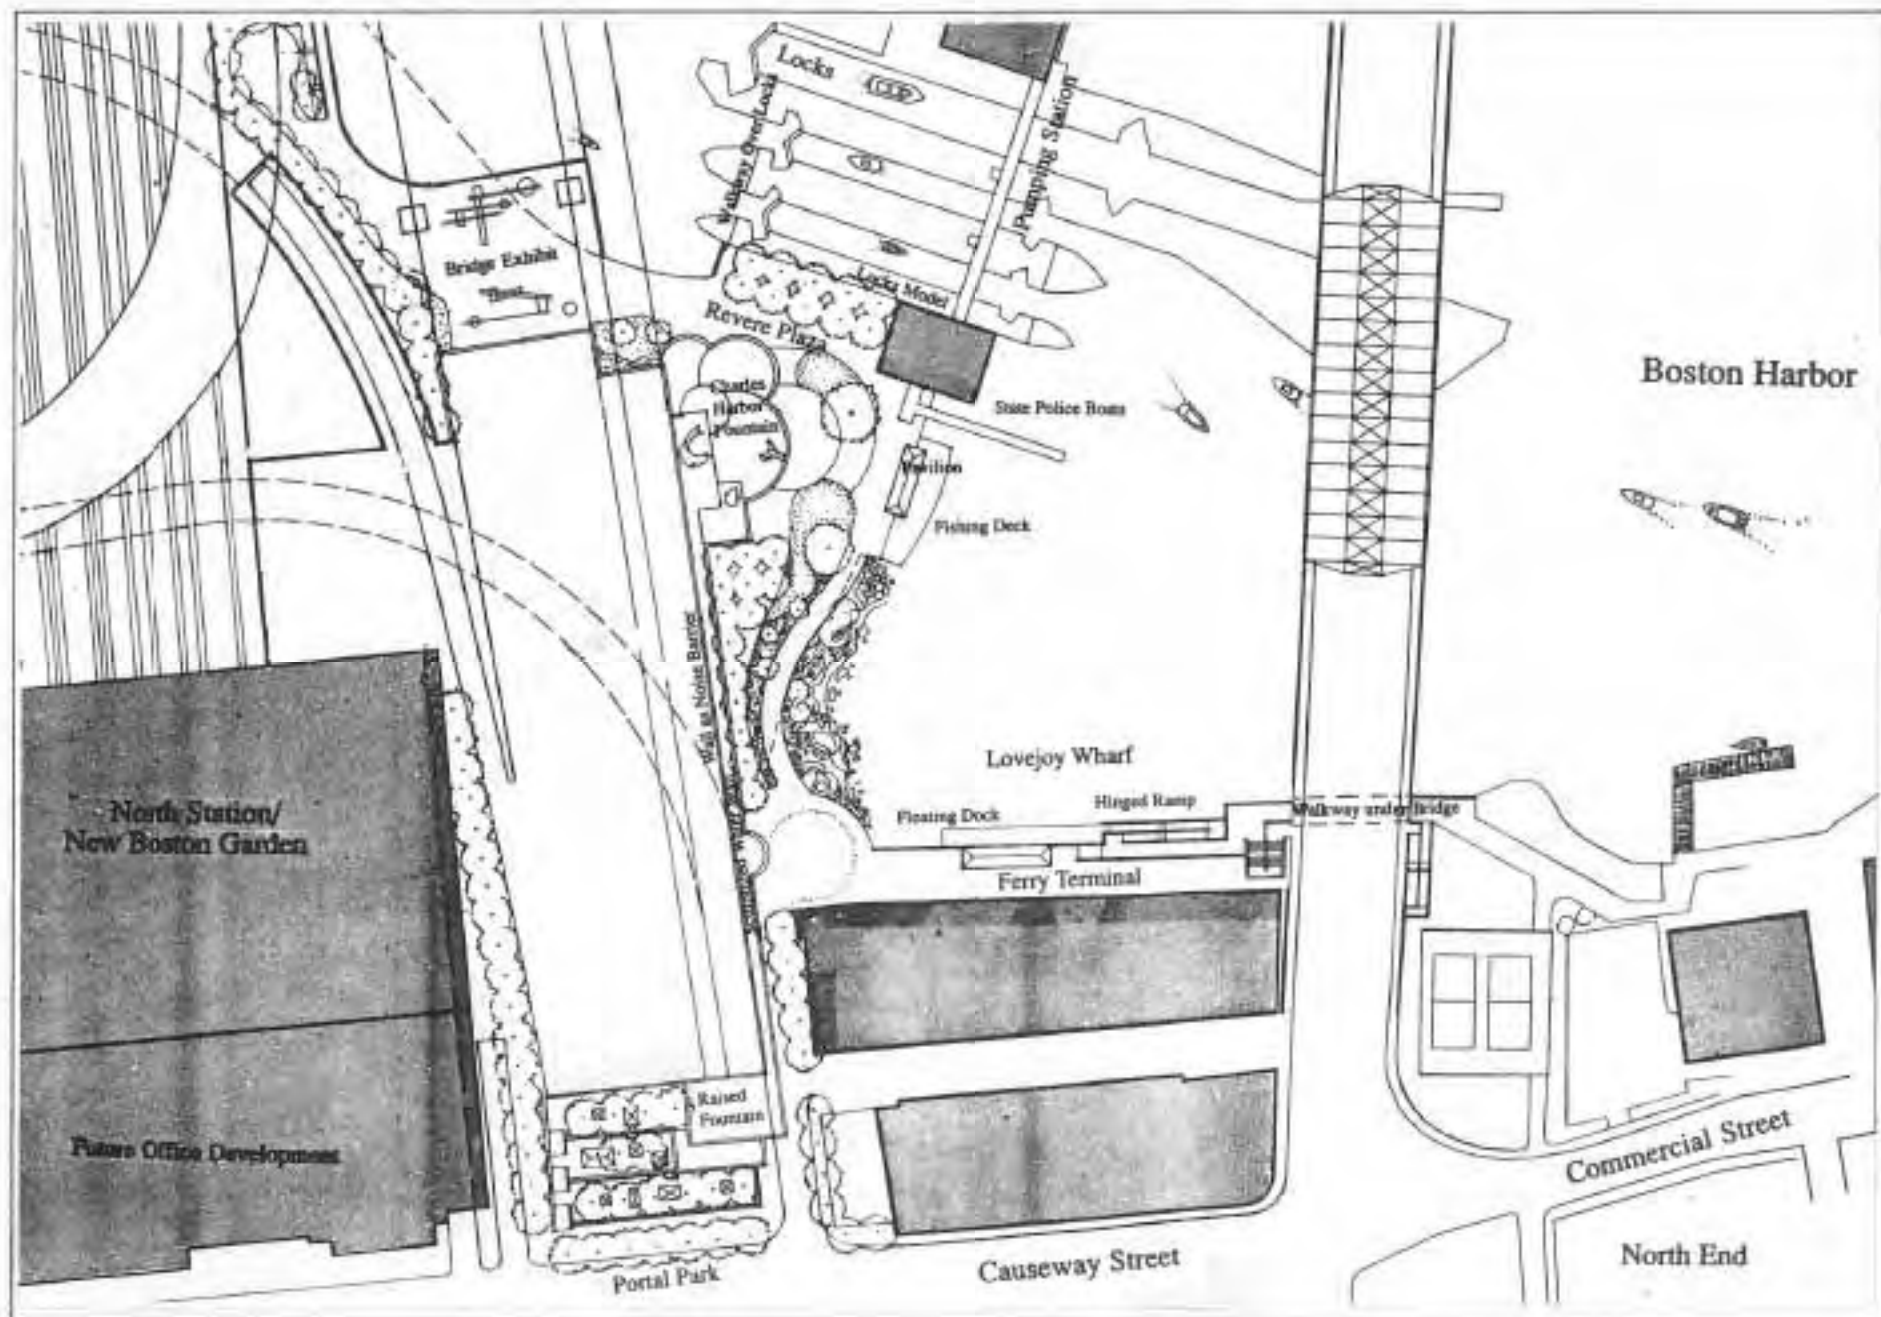 Locks
Walkway Over Lock
Pumping Station
Bridge Exhibit
Locks Model
Revere Plaza
Boston Harbor
Charles
Harbor
Fountain
State Police Boats
Pavilion
Fishing Deck
Wall as Noise Barrier
Lovejoy Wharf
Hinged Ramp
Floating Dock
Walkway under Bridge
North Station/
New Boston Garden
Ferry Terminal
Raised
Fountain
Future Office Development
Commercial Street
North End
Causeway Street
Portal Park